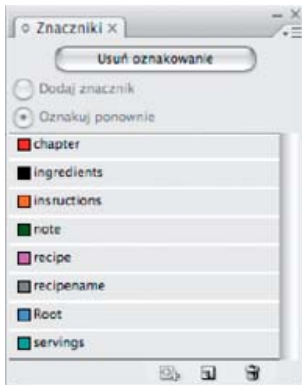 Znaczniki
Usuń oznakowanie
Dodaj znacznik
Oznakuj ponownie
chapter
ingredients
insructions
note
recipe
recipename
Root
servings